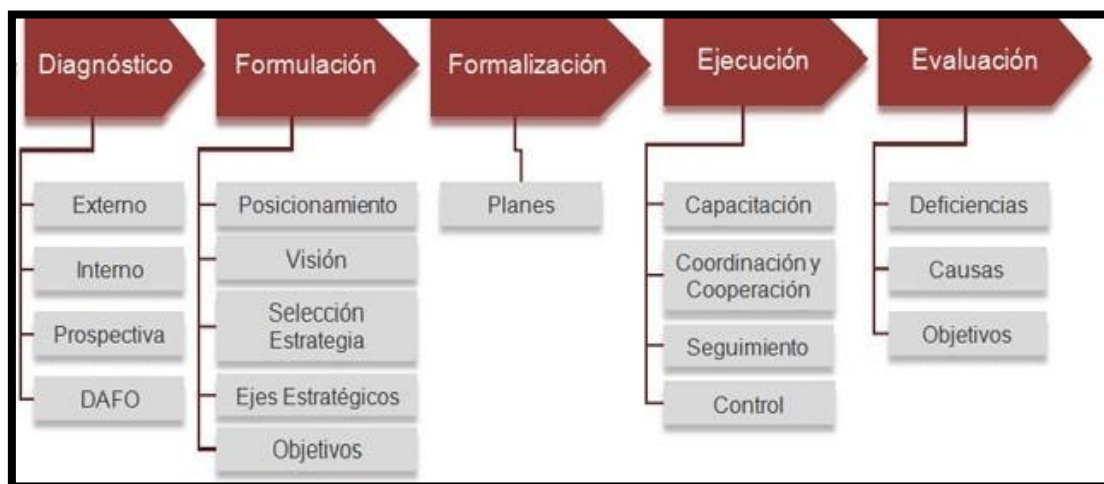 Diagnóstico
Formulación
Formalización
Ejecución
Evaluación
Externo
Interno
Prospectiva
DAFO
Posicionamiento
Visión
Selección
Estrategia
Ejes Estratégicos
Objetivos
Planes
Capacitación
Coordinación y
Cooperación
Seguimiento
Control
Deficiencias
Causas
Objetivos